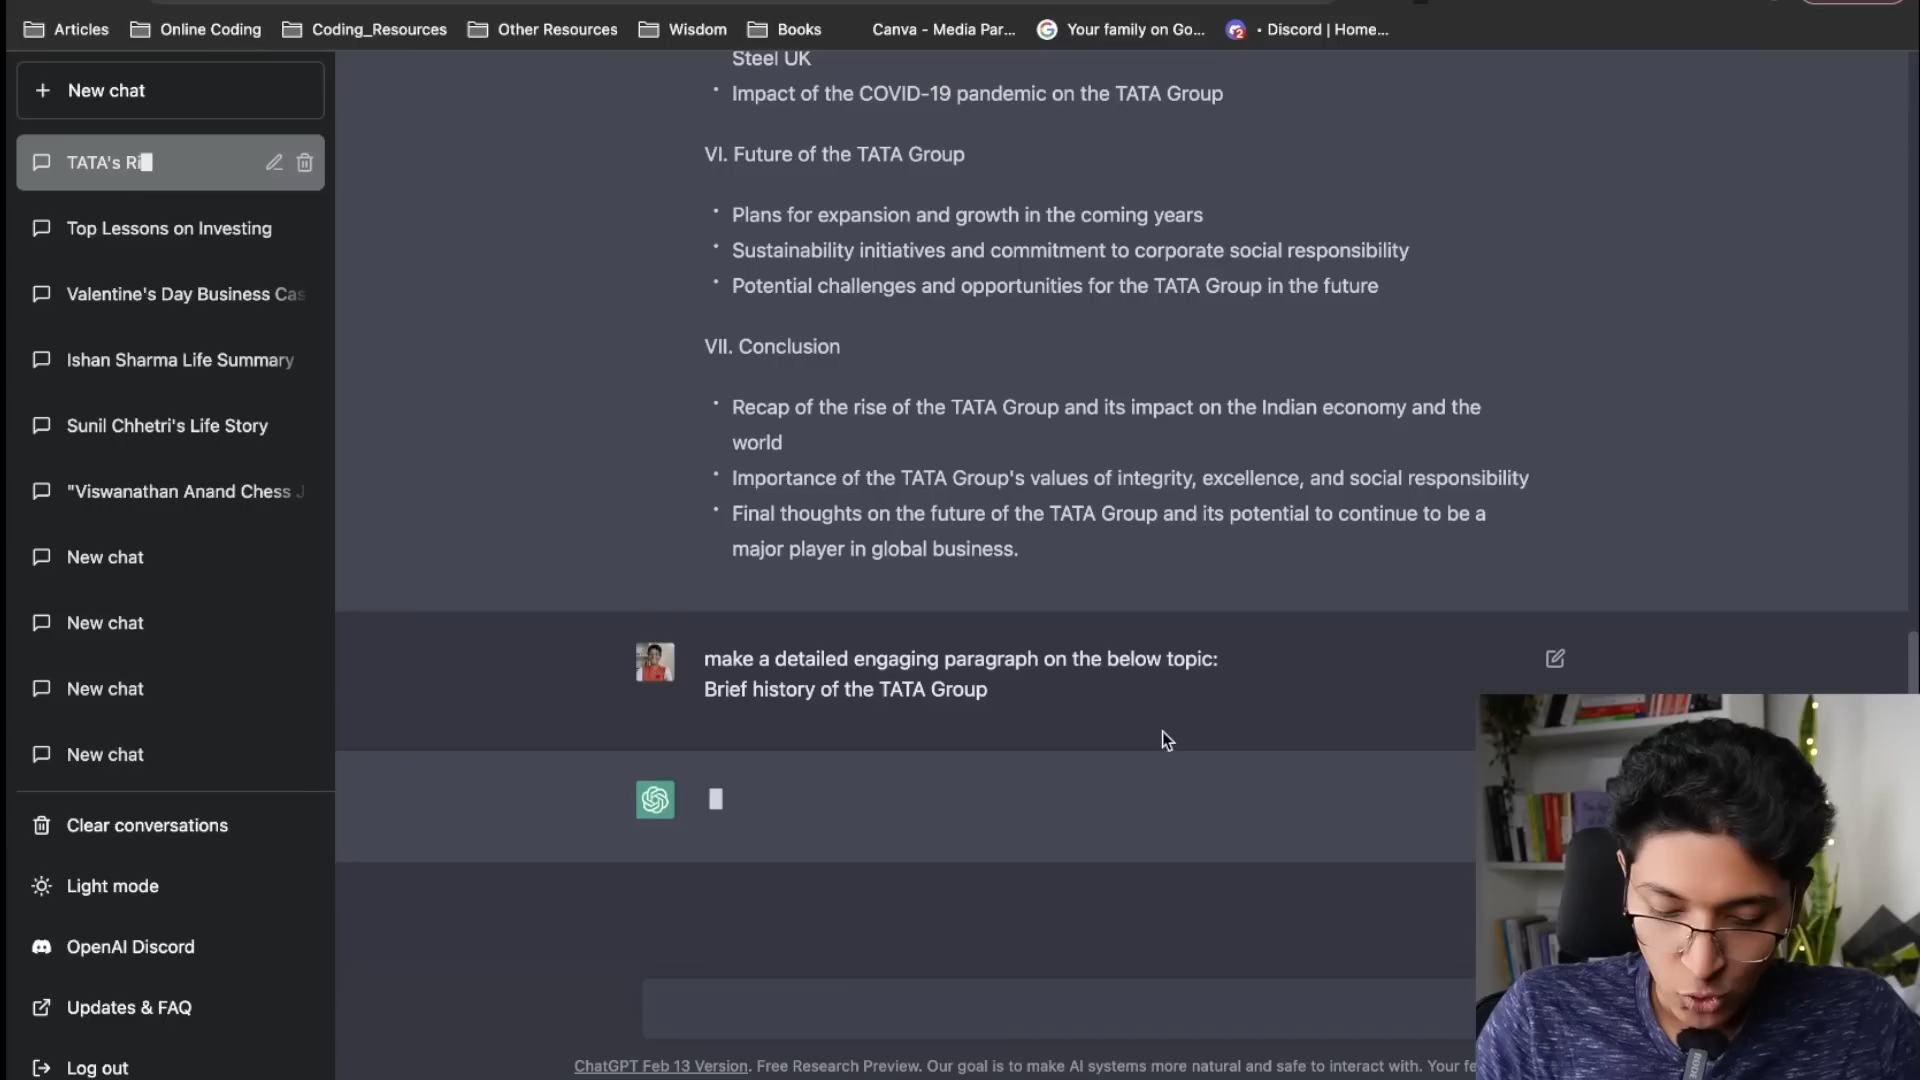 Articles
Online Coding
Coding_Resources
Other Resources
Wisdom
Books
Canva - Media Par...
Your family on Go...
• Discord | Home...
New chat
TATA's Ri
Top Lessons on Investing
Valentine's Day Business Cas
Ishan Sharma Life Summary
Sunil Chhetri's Life Story
"Viswanathan Anand Chess J
New chat
New chat
New chat
New chat
Clear conversations
Light mode
OpenAI Discord
Updates & FAQ
Log out
Steel UK
• Impact of the COVID-19 pandemic on the TATA Group
VI. Future of the TATA Group
• Plans for expansion and growth in the coming years
• Sustainability initiatives and commitment to corporate social responsibility
• Potential challenges and opportunities for the TATA Group in the future
VII. Conclusion
• Recap of the rise of the TATA Group and its impact on the Indian economy and the
world
• Importance of the TATA Group's values of integrity, excellence, and social responsibility
• Final thoughts on the future of the TATA Group and its potential to continue to be a
major player in global business.
make a detailed engaging paragraph on the below topic:
Brief history of the TATA Group
ChatGPT Feb 13 Version. Free Research Preview. Our goal is to make AI systems more natural and safe to interact with. Your fe
RODE